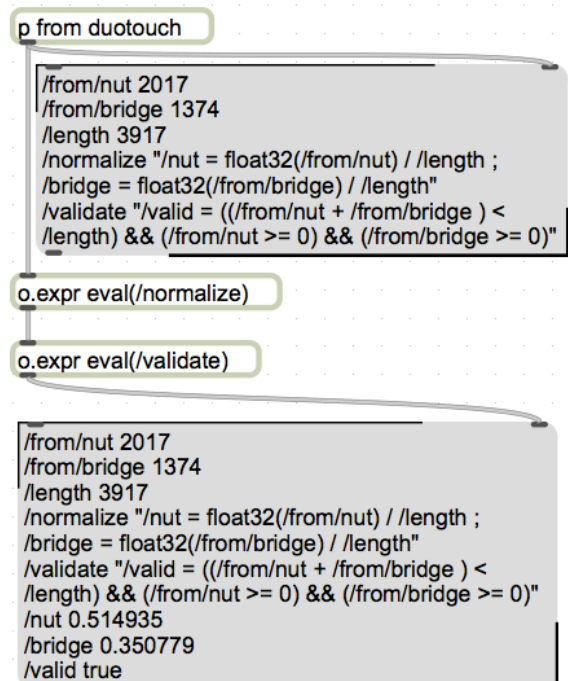 p from duotouch
/from/nut 2017
/from/bridge 1374
/length 3917
/normalize "/nut = float32(/from/nut) / /length ;
/bridge = float32(/from/bridge) / /length"
/validate "/valid = ((/from/nut + /from/bridge ) <
/length) && (/from/nut >= 0) && (/from/bridge >= 0)"
o.expr eval(/normalize)
o.expr eval(/validate)
/from/nut 2017
/from/bridge 1374
/length 3917
/normalize "/nut = float32(/from/nut) / /length ;
/bridge = float32(/from/bridge) / /length"
/validate "/valid = ((/from/nut + /from/bridge ) <
/length) && (/from/nut >= 0) && (/from/bridge >= 0)"
/nut 0.514935
/bridge 0.350779
/valid true